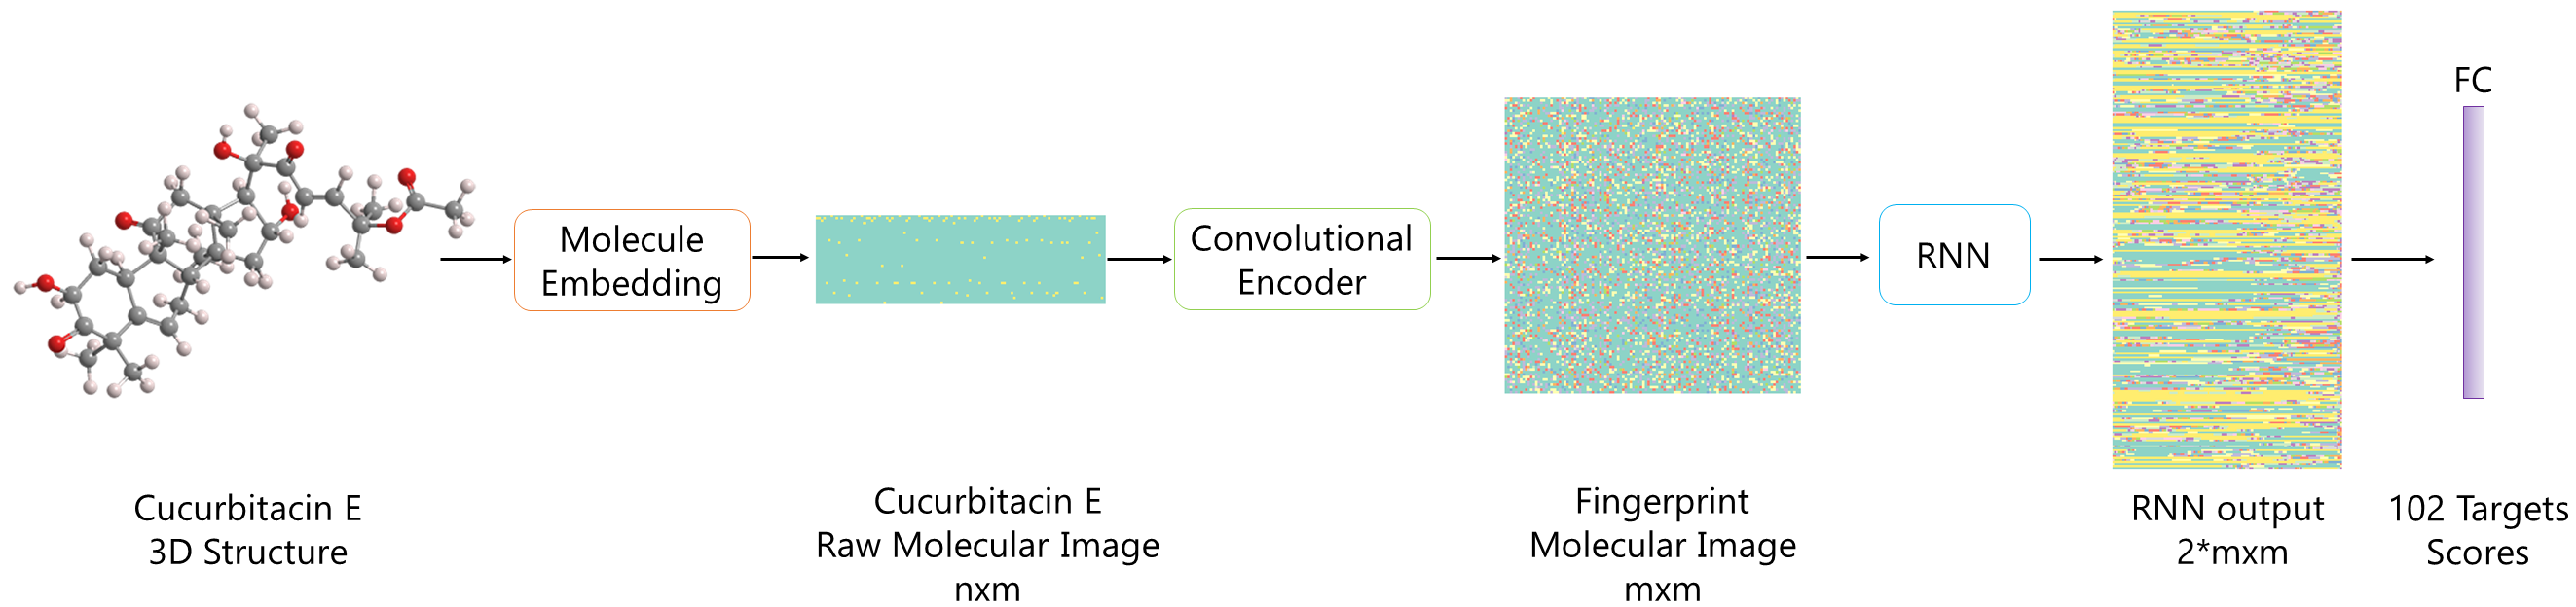 Molecule
Embedding
Convolutional
Encoder
RNN
FC
Cucurbitacin E
3D Structure
Cucurbitacin E
Raw Molecular Image
nxm
Fingerprint
Molecular Image
mxm
RNN output
2*mxm
102 Targets
Scores